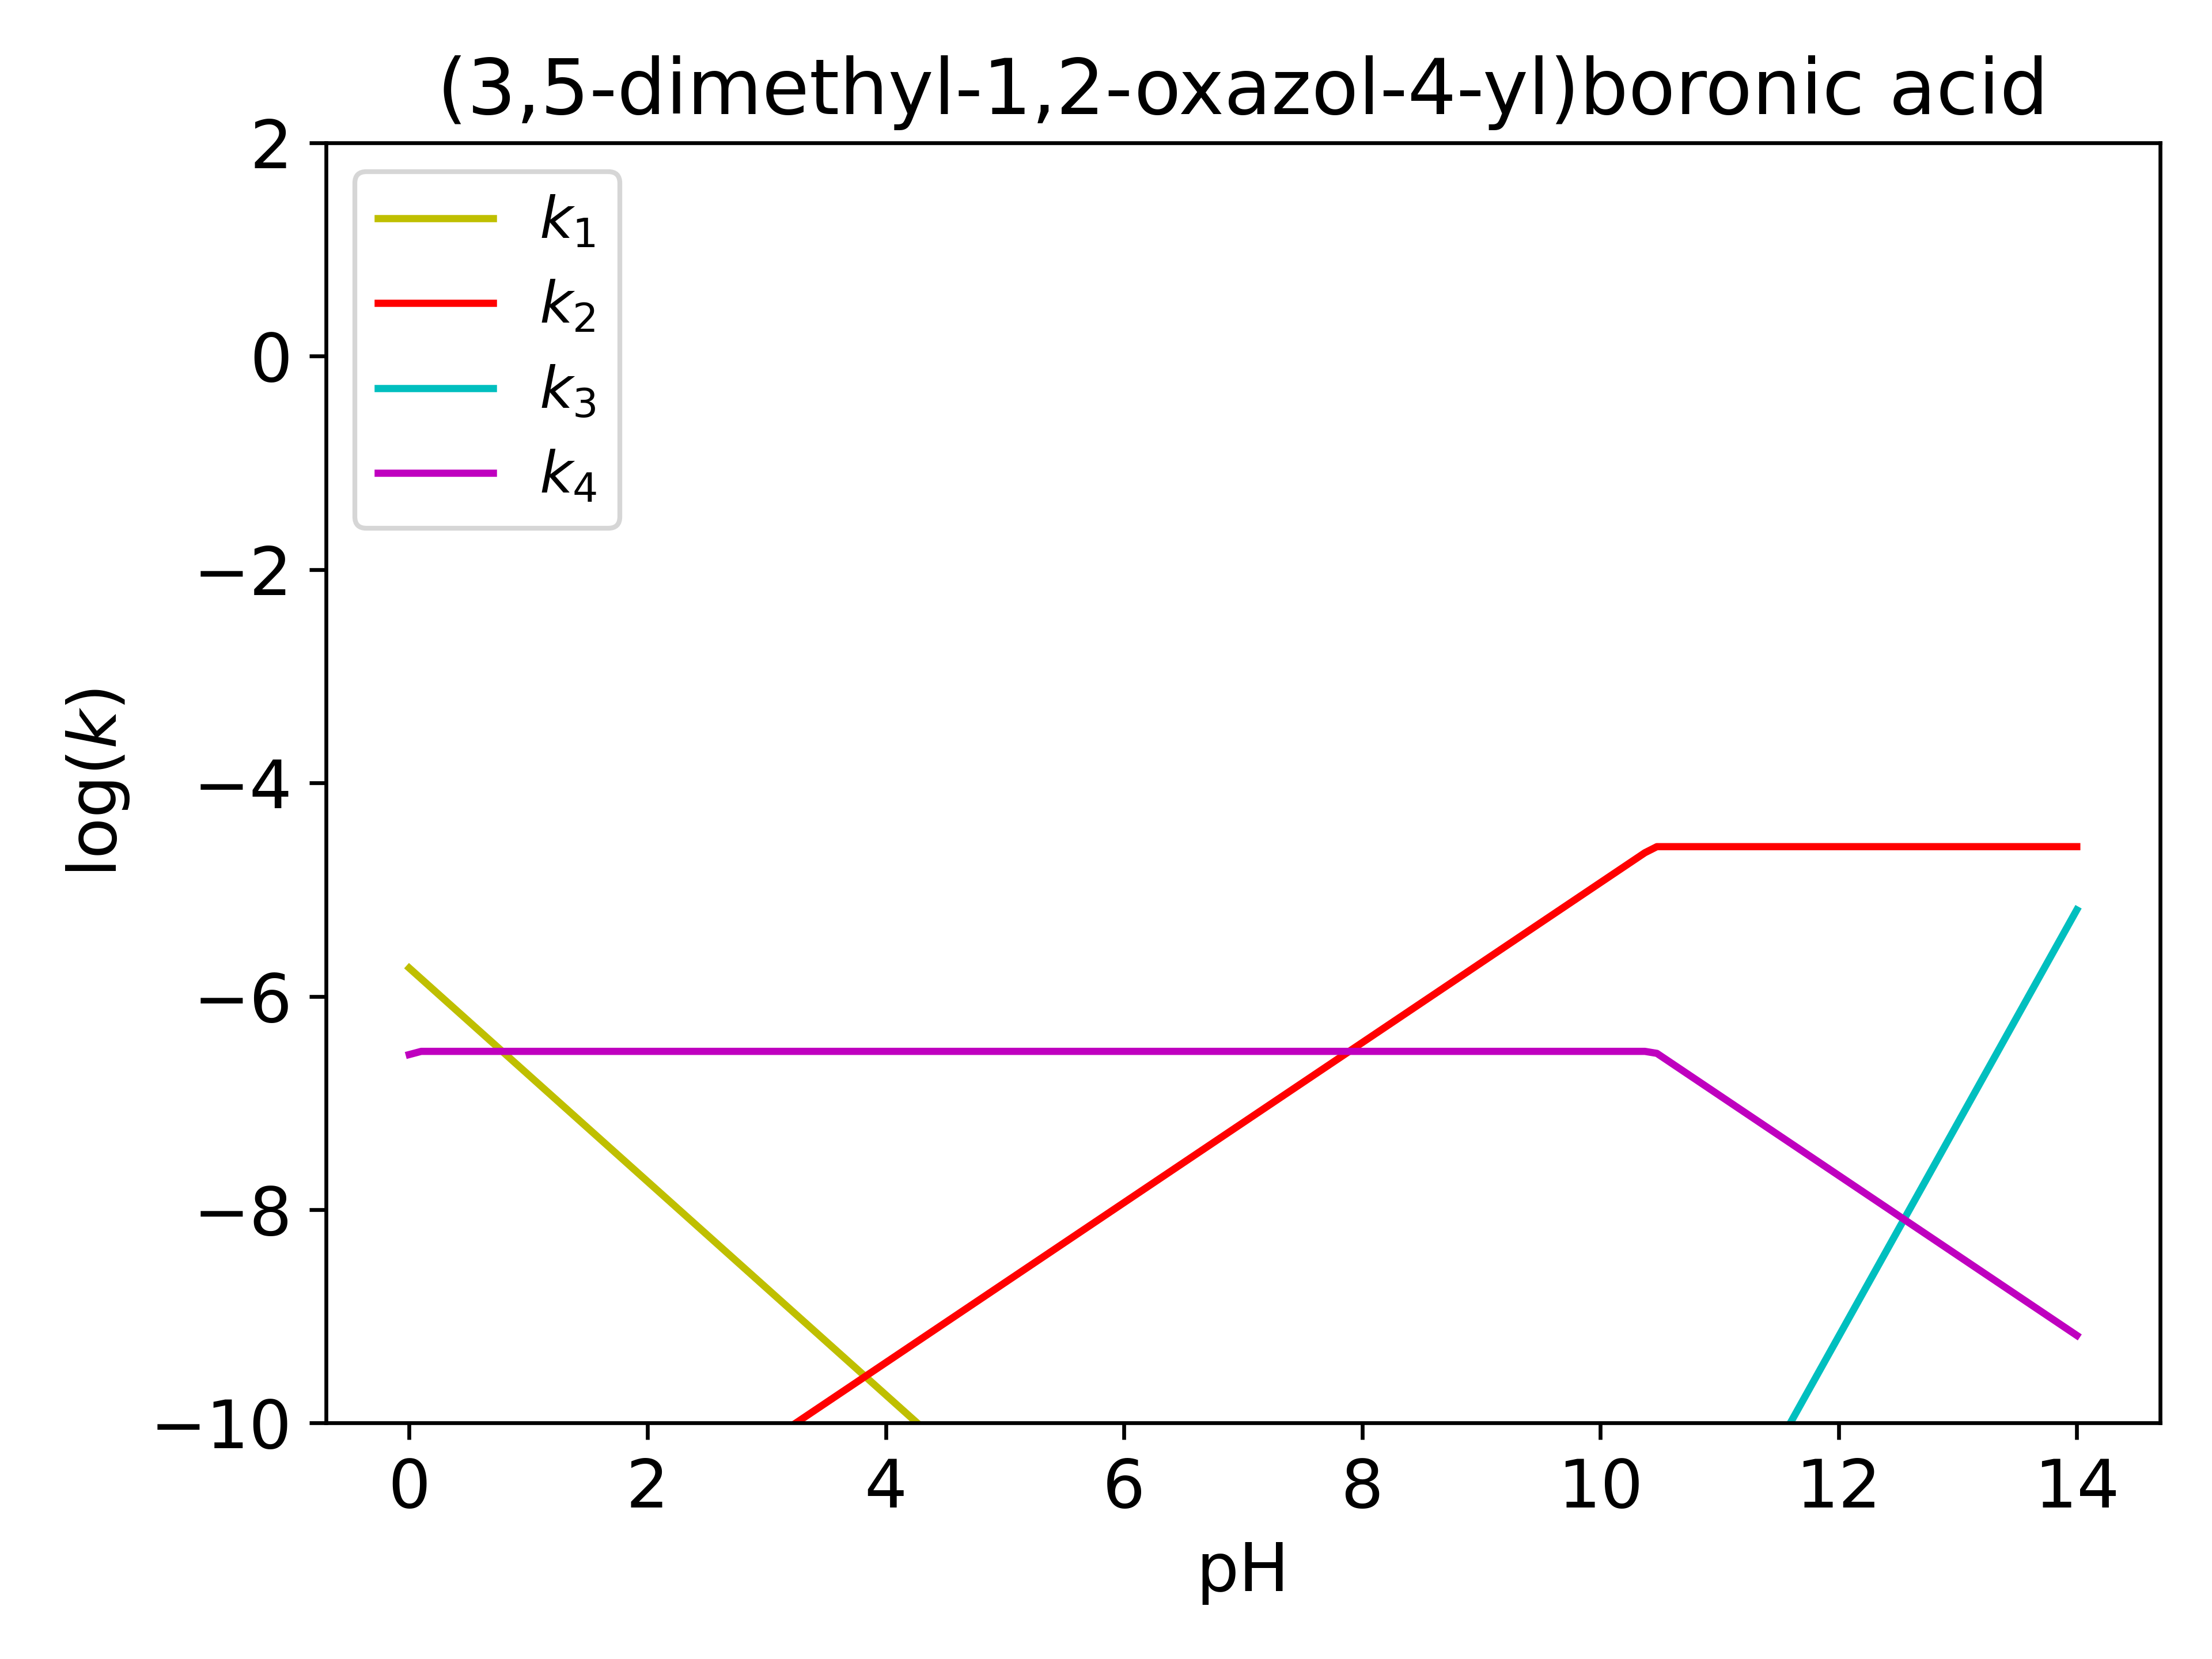 (3,5-dimethyl-1,2-oxazol-4-yl)boronic acid
2
0
−2
−4
−6
−8
−10
log(k)
k₁
k₂
k₃
k₄
0 2 4 6 8 10 12 14
pH